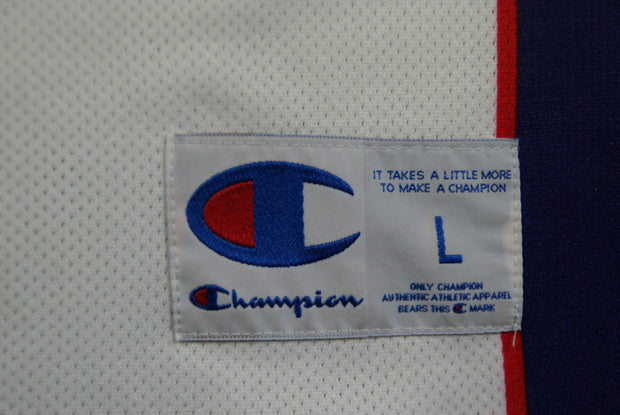 Champion
IT TAKES A LITTLE MORE
TO MAKE A CHAMPION
L
ONLY CHAMPION
AUTHENTIC ATHLETIC APPAREL
BEARS THIS C MARK